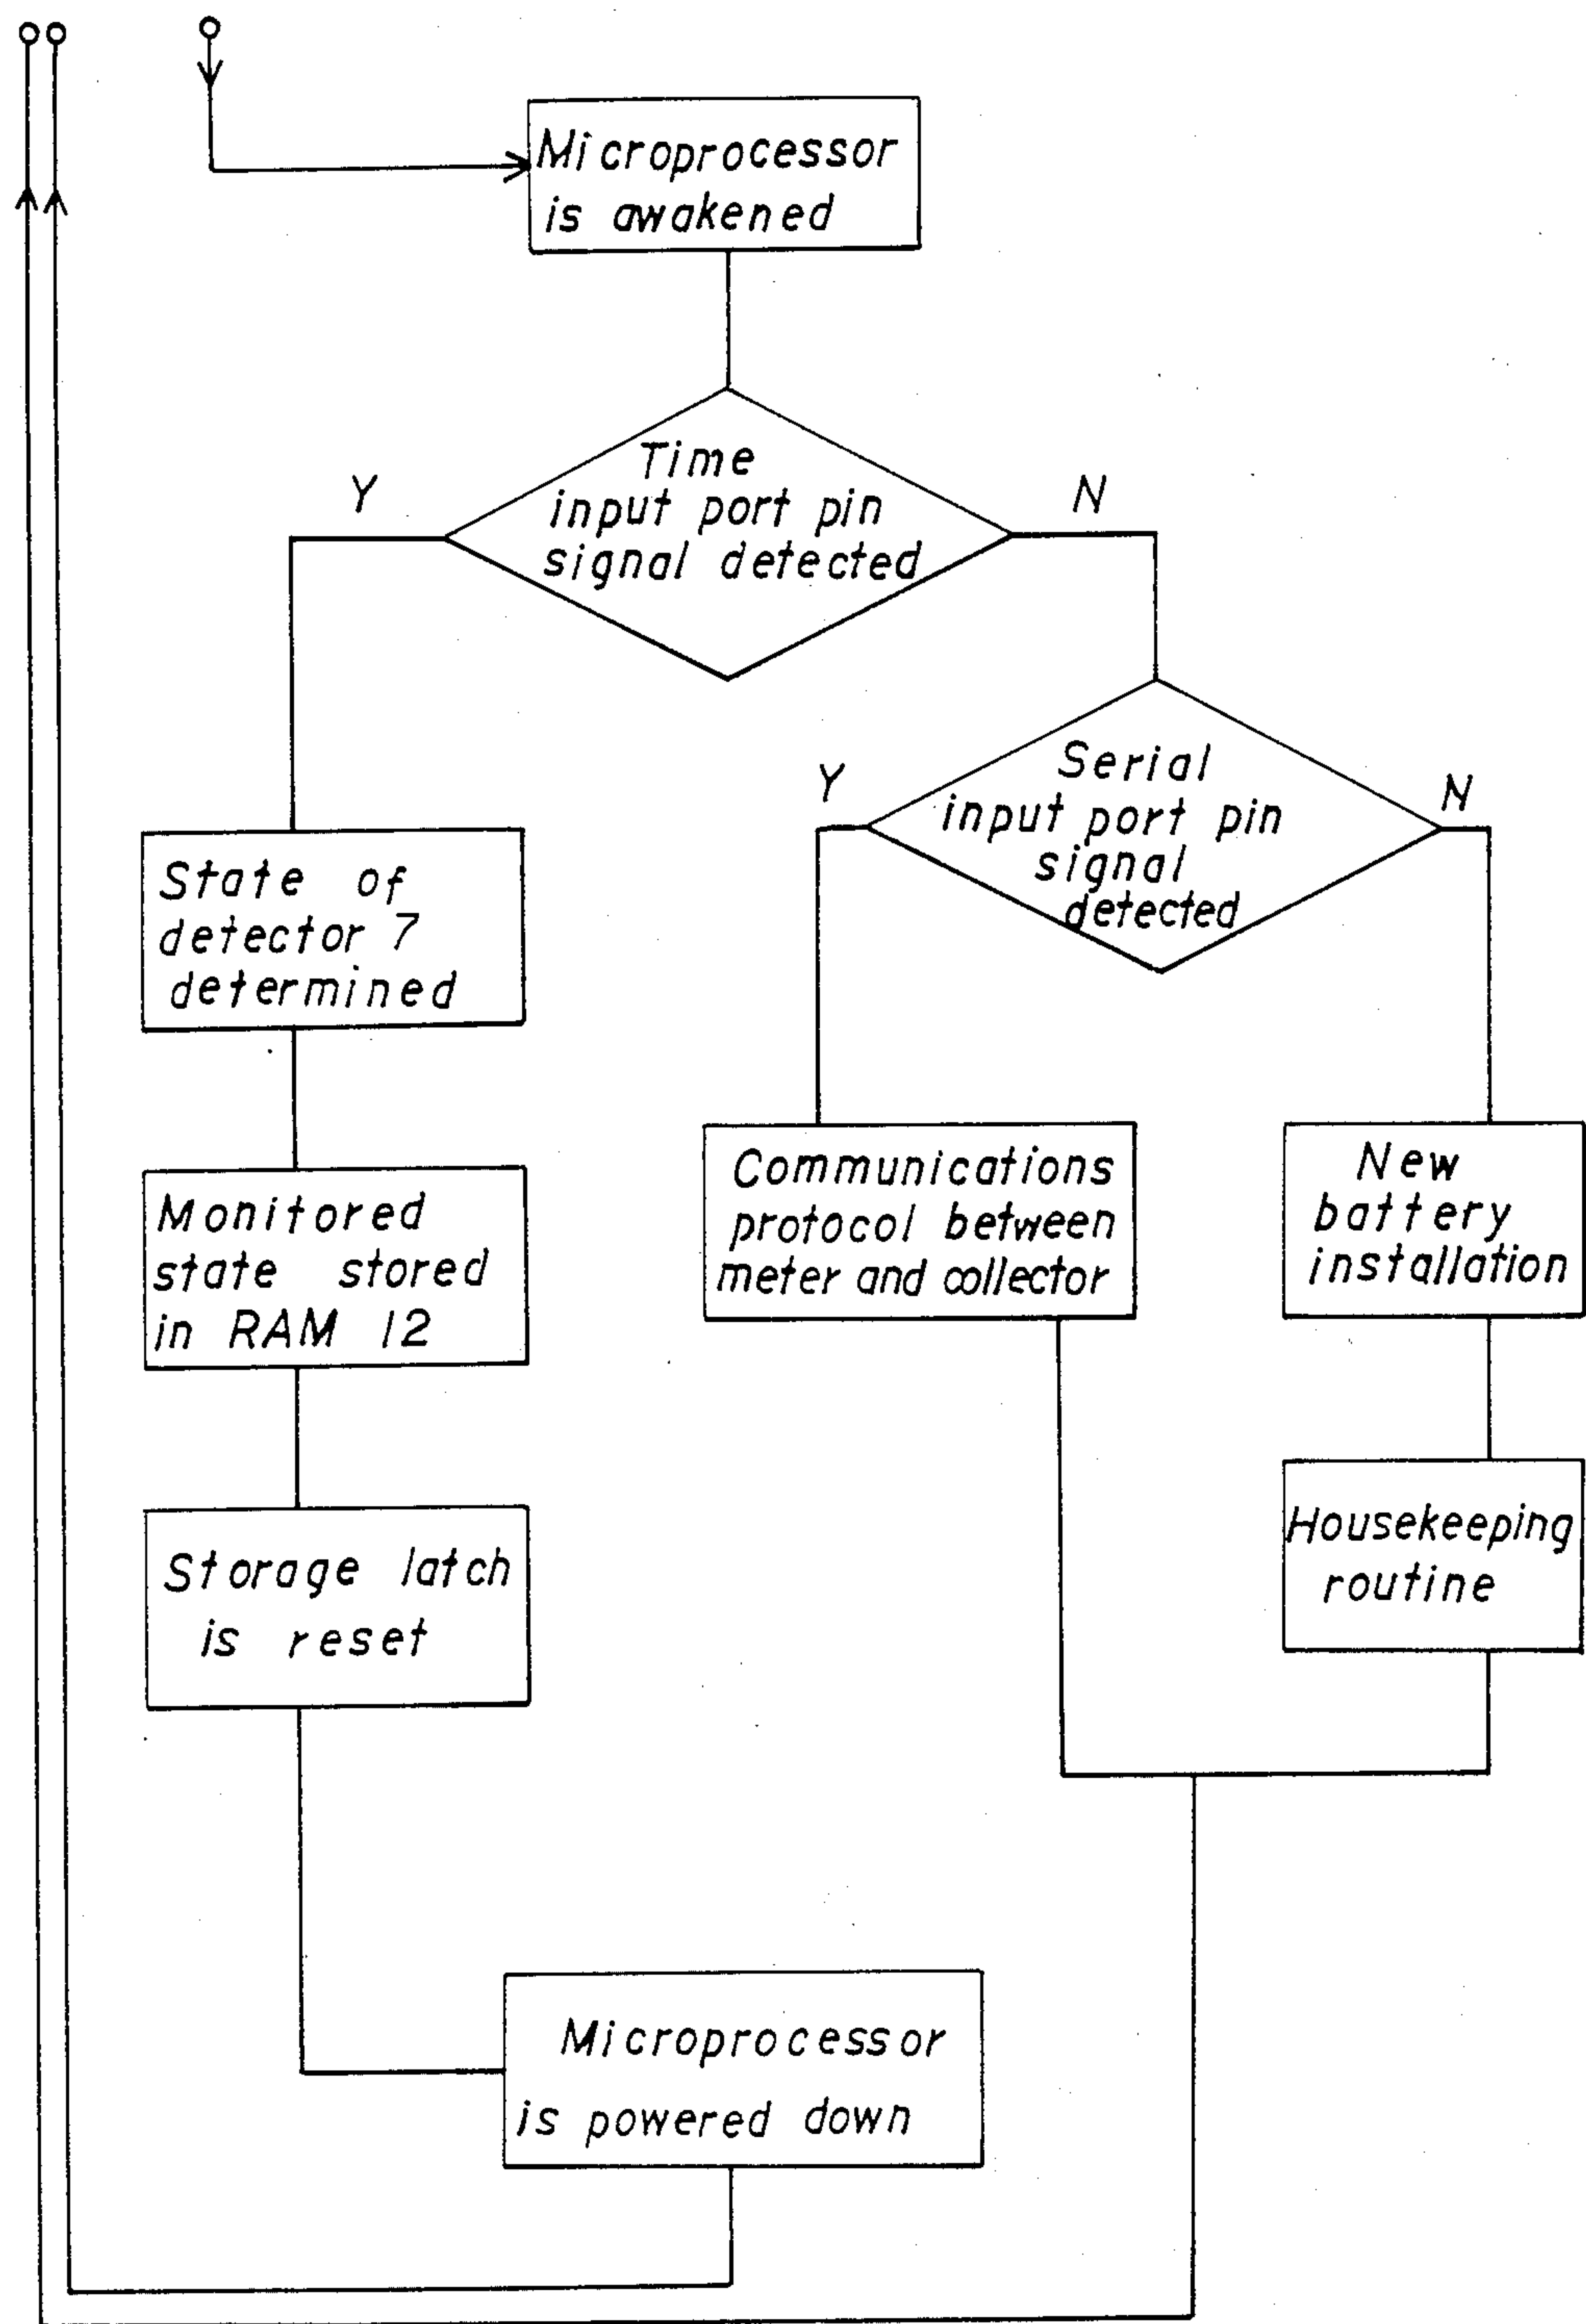 Microprocessor
is awakened
Time
input port pin
signal detected
Y
N
Serial
input port pin
signal
detected
Y
N
State of
detector 7
determined
Monitored
state stored
in RAM 12
Storage latch
is reset
Communications
protocol between
meter and collector
New
battery
installation
Housekeeping
routine
Microprocessor
is powered down